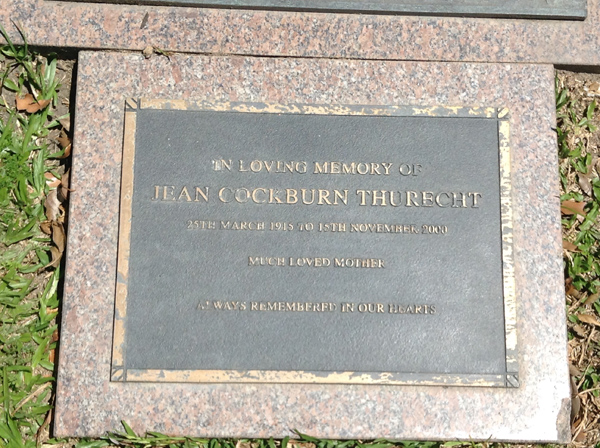 IN LOVING MEMORY OF
JEAN COCKBURN THURECHT
25TH MARCH 1915 TO 15TH NOVEMBER 2000
MUCH LOVED MOTHER
ALWAYS REMEMBERED IN OUR HEARTS